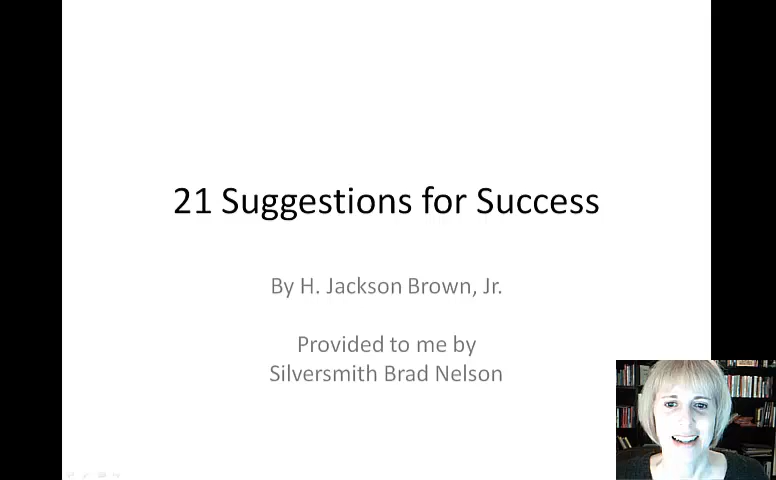 21 Suggestions for Success
By H. Jackson Brown, Jr.
Provided to me by
Silversmith Brad Nelson